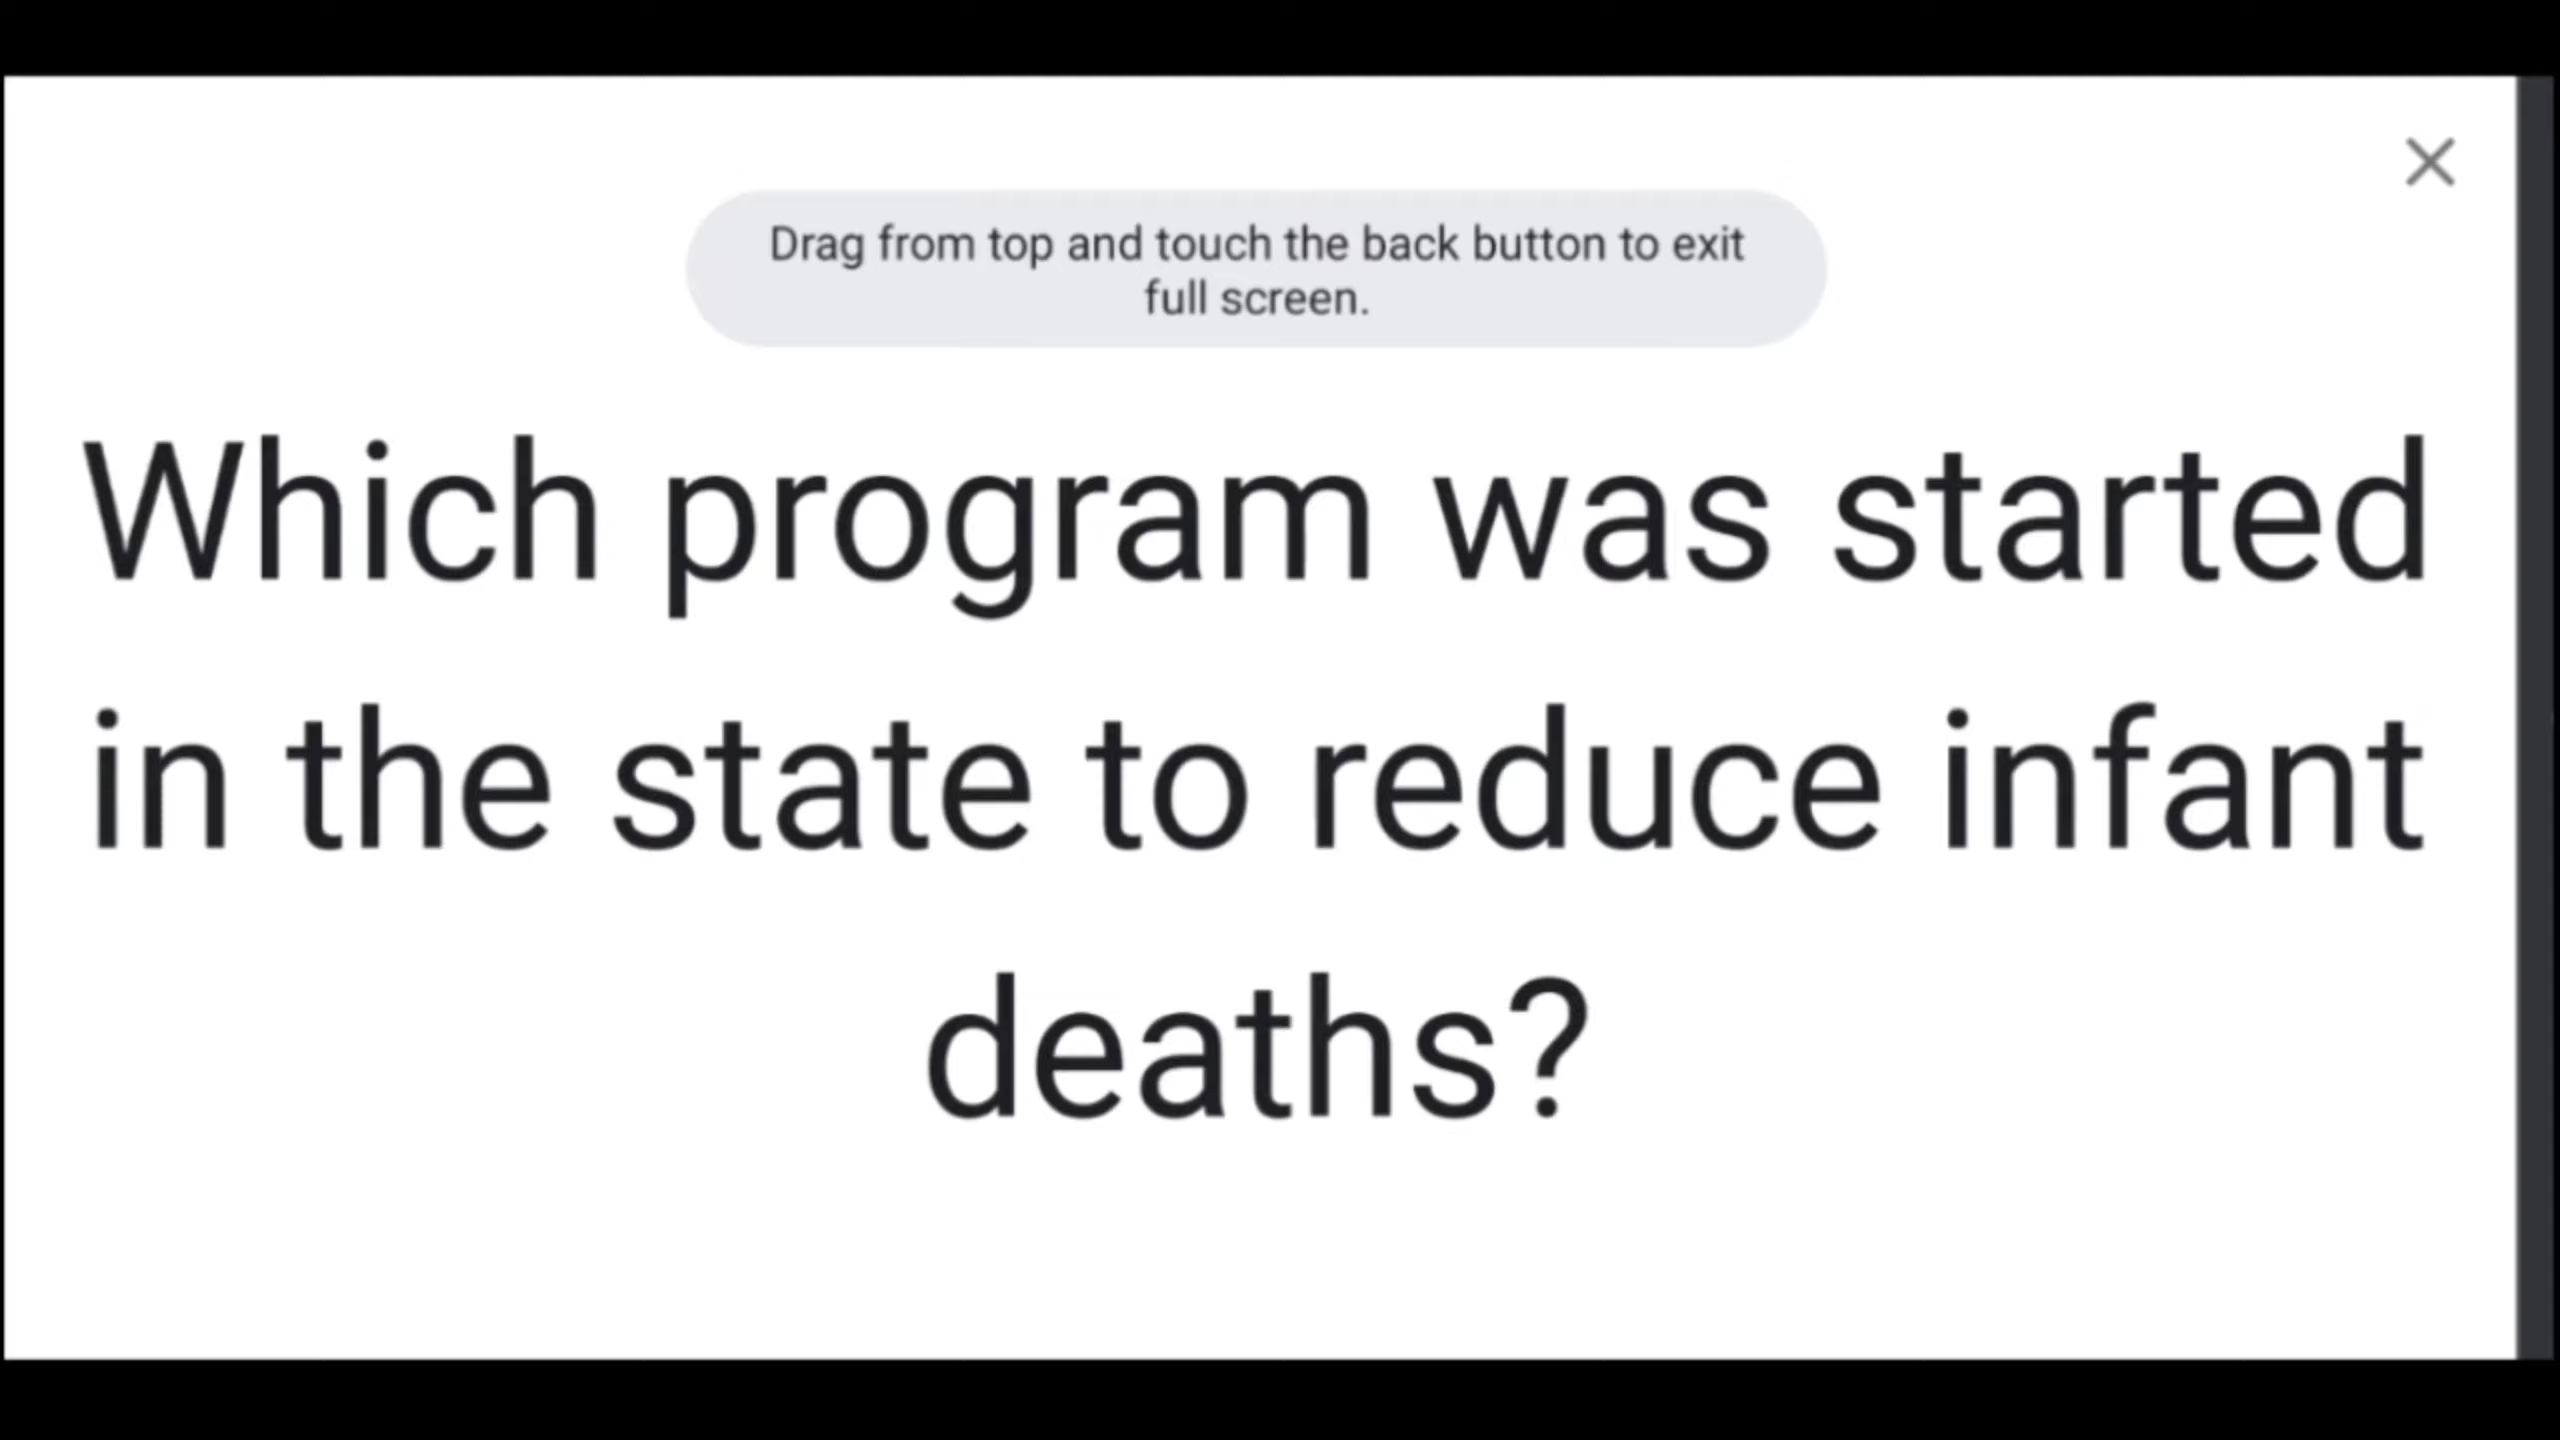 Drag from top and touch the back button to exit
full screen.
Which program was started
in the state to reduce infant
deaths?